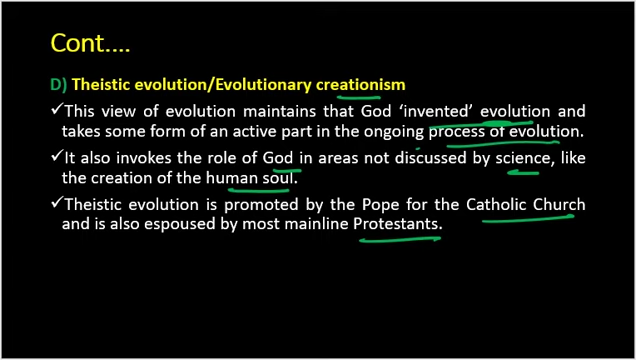 Cont....
D) Theistic evolution/Evolutionary creationism
✓This view of evolution maintains that God ‘invented’ evolution and
takes some form of an active part in the ongoing process of evolution.
✓It also invokes the role of God in areas not discussed by science, like
the creation of the human soul.
✓Theistic evolution is promoted by the Pope for the Catholic Church
and is also espoused by most mainline Protestants.